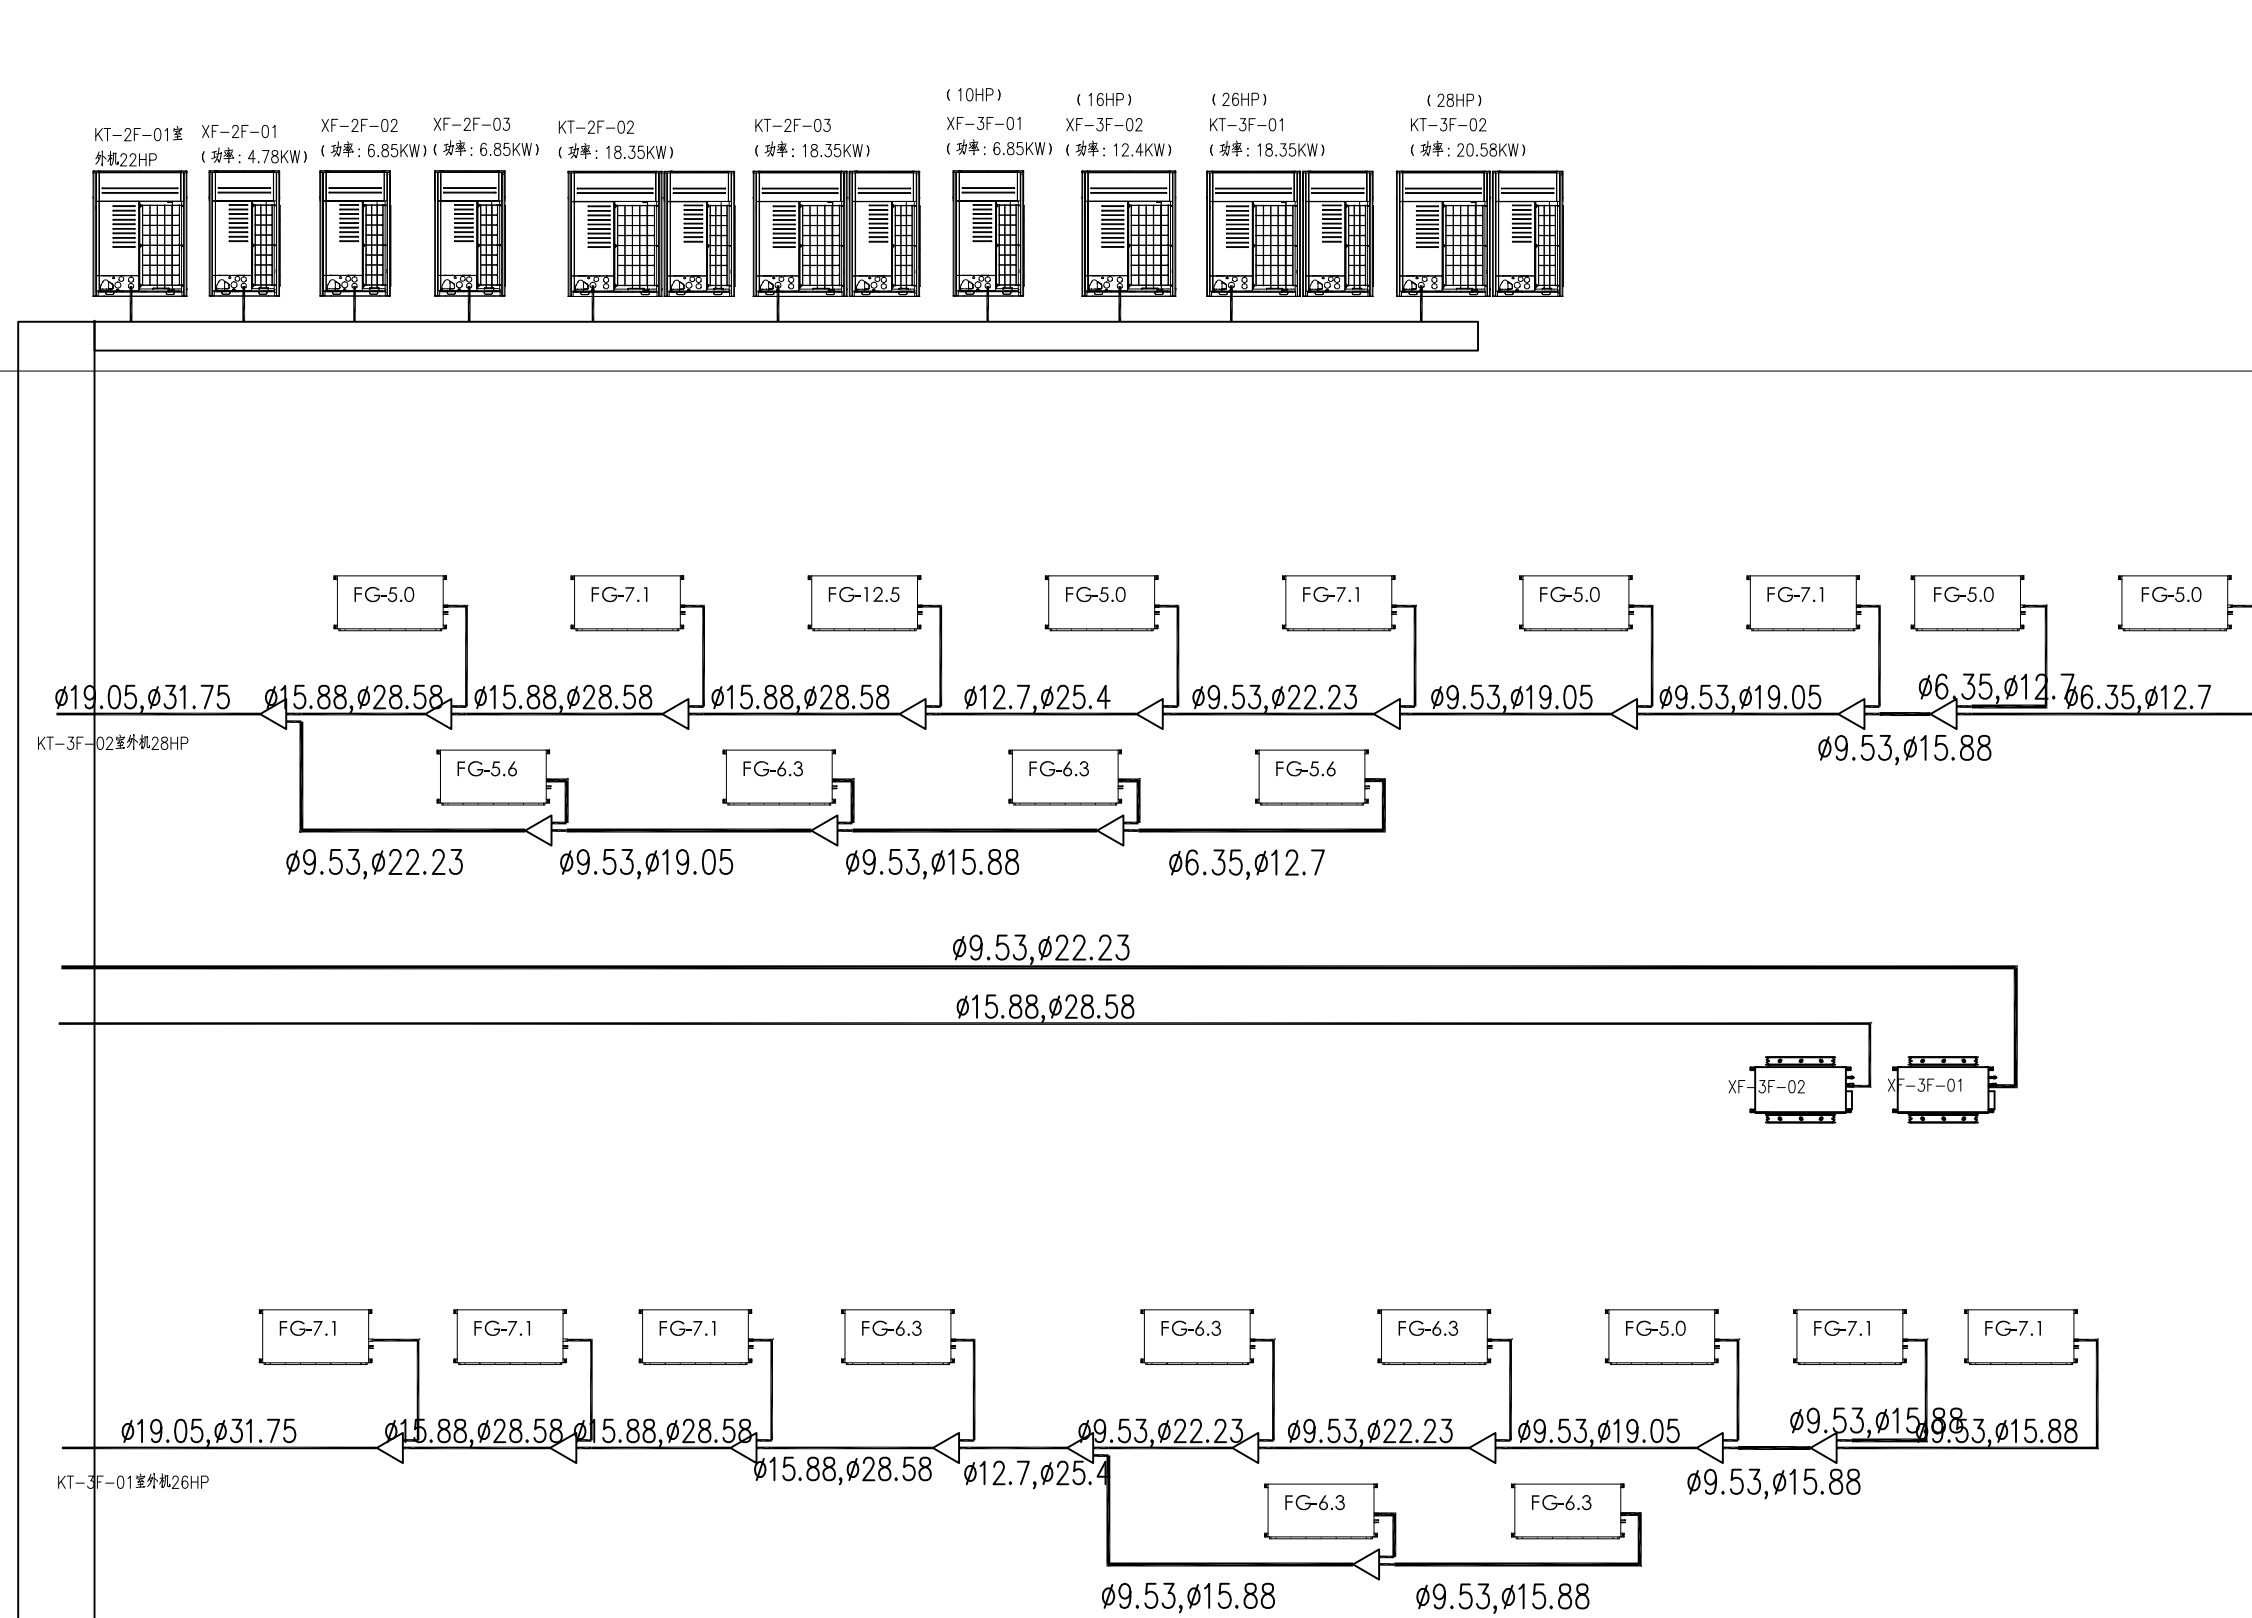 (10HP)
(16HP)
(26HP)
(28HP)
KT-2F-01室
外机22HP
XF-2F-01
(功率: 4.78KW)
XF-2F-02
(功率: 6.85KW)
XF-2F-03
(功率: 6.85KW)
KT-2F-02
(功率: 18.35KW)
KT-2F-03
(功率: 18.35KW)
XF-3F-01
(功率: 6.85KW)
XF-3F-02
(功率: 12.4KW)
KT-3F-01
(功率: 18.35KW)
KT-3F-02
(功率: 20.58KW)
FG-5.0
FG-7.1
FG-12.5
FG-5.0
FG-7.1
FG-5.0
FG-7.1
FG-5.0
FG-5.0
ø19.05,ø31.75
ø15.88,ø28.58
ø15.88,ø28.58
ø15.88,ø28.58
ø12.7,ø25.4
ø9.53,ø22.23
ø9.53,ø19.05
ø9.53,ø19.05
ø6.35,ø12.7
ø6.35,ø12.7
KT-3F-02室外机28HP
ø9.53,ø15.88
FG-5.6
FG-6.3
FG-6.3
FG-5.6
ø9.53,ø22.23
ø9.53,ø19.05
ø9.53,ø15.88
ø6.35,ø12.7
ø9.53,ø22.23
ø15.88,ø28.58
XF-3F-02
XF-3F-01
FG-7.1
FG-7.1
FG-7.1
FG-6.3
FG-6.3
FG-6.3
FG-5.0
FG-7.1
FG-7.1
ø19.05,ø31.75
ø15.88,ø28.58
ø15.88,ø28.58
ø9.53,ø22.23
ø9.53,ø22.23
ø9.53,ø19.05
ø9.53,ø15.88
ø9.53,ø15.88
KT-3F-01室外机26HP
ø15.88,ø28.58
ø12.7,ø25.4
ø9.53,ø15.88
FG-6.3
FG-6.3
ø9.53,ø15.88
ø9.53,ø15.88